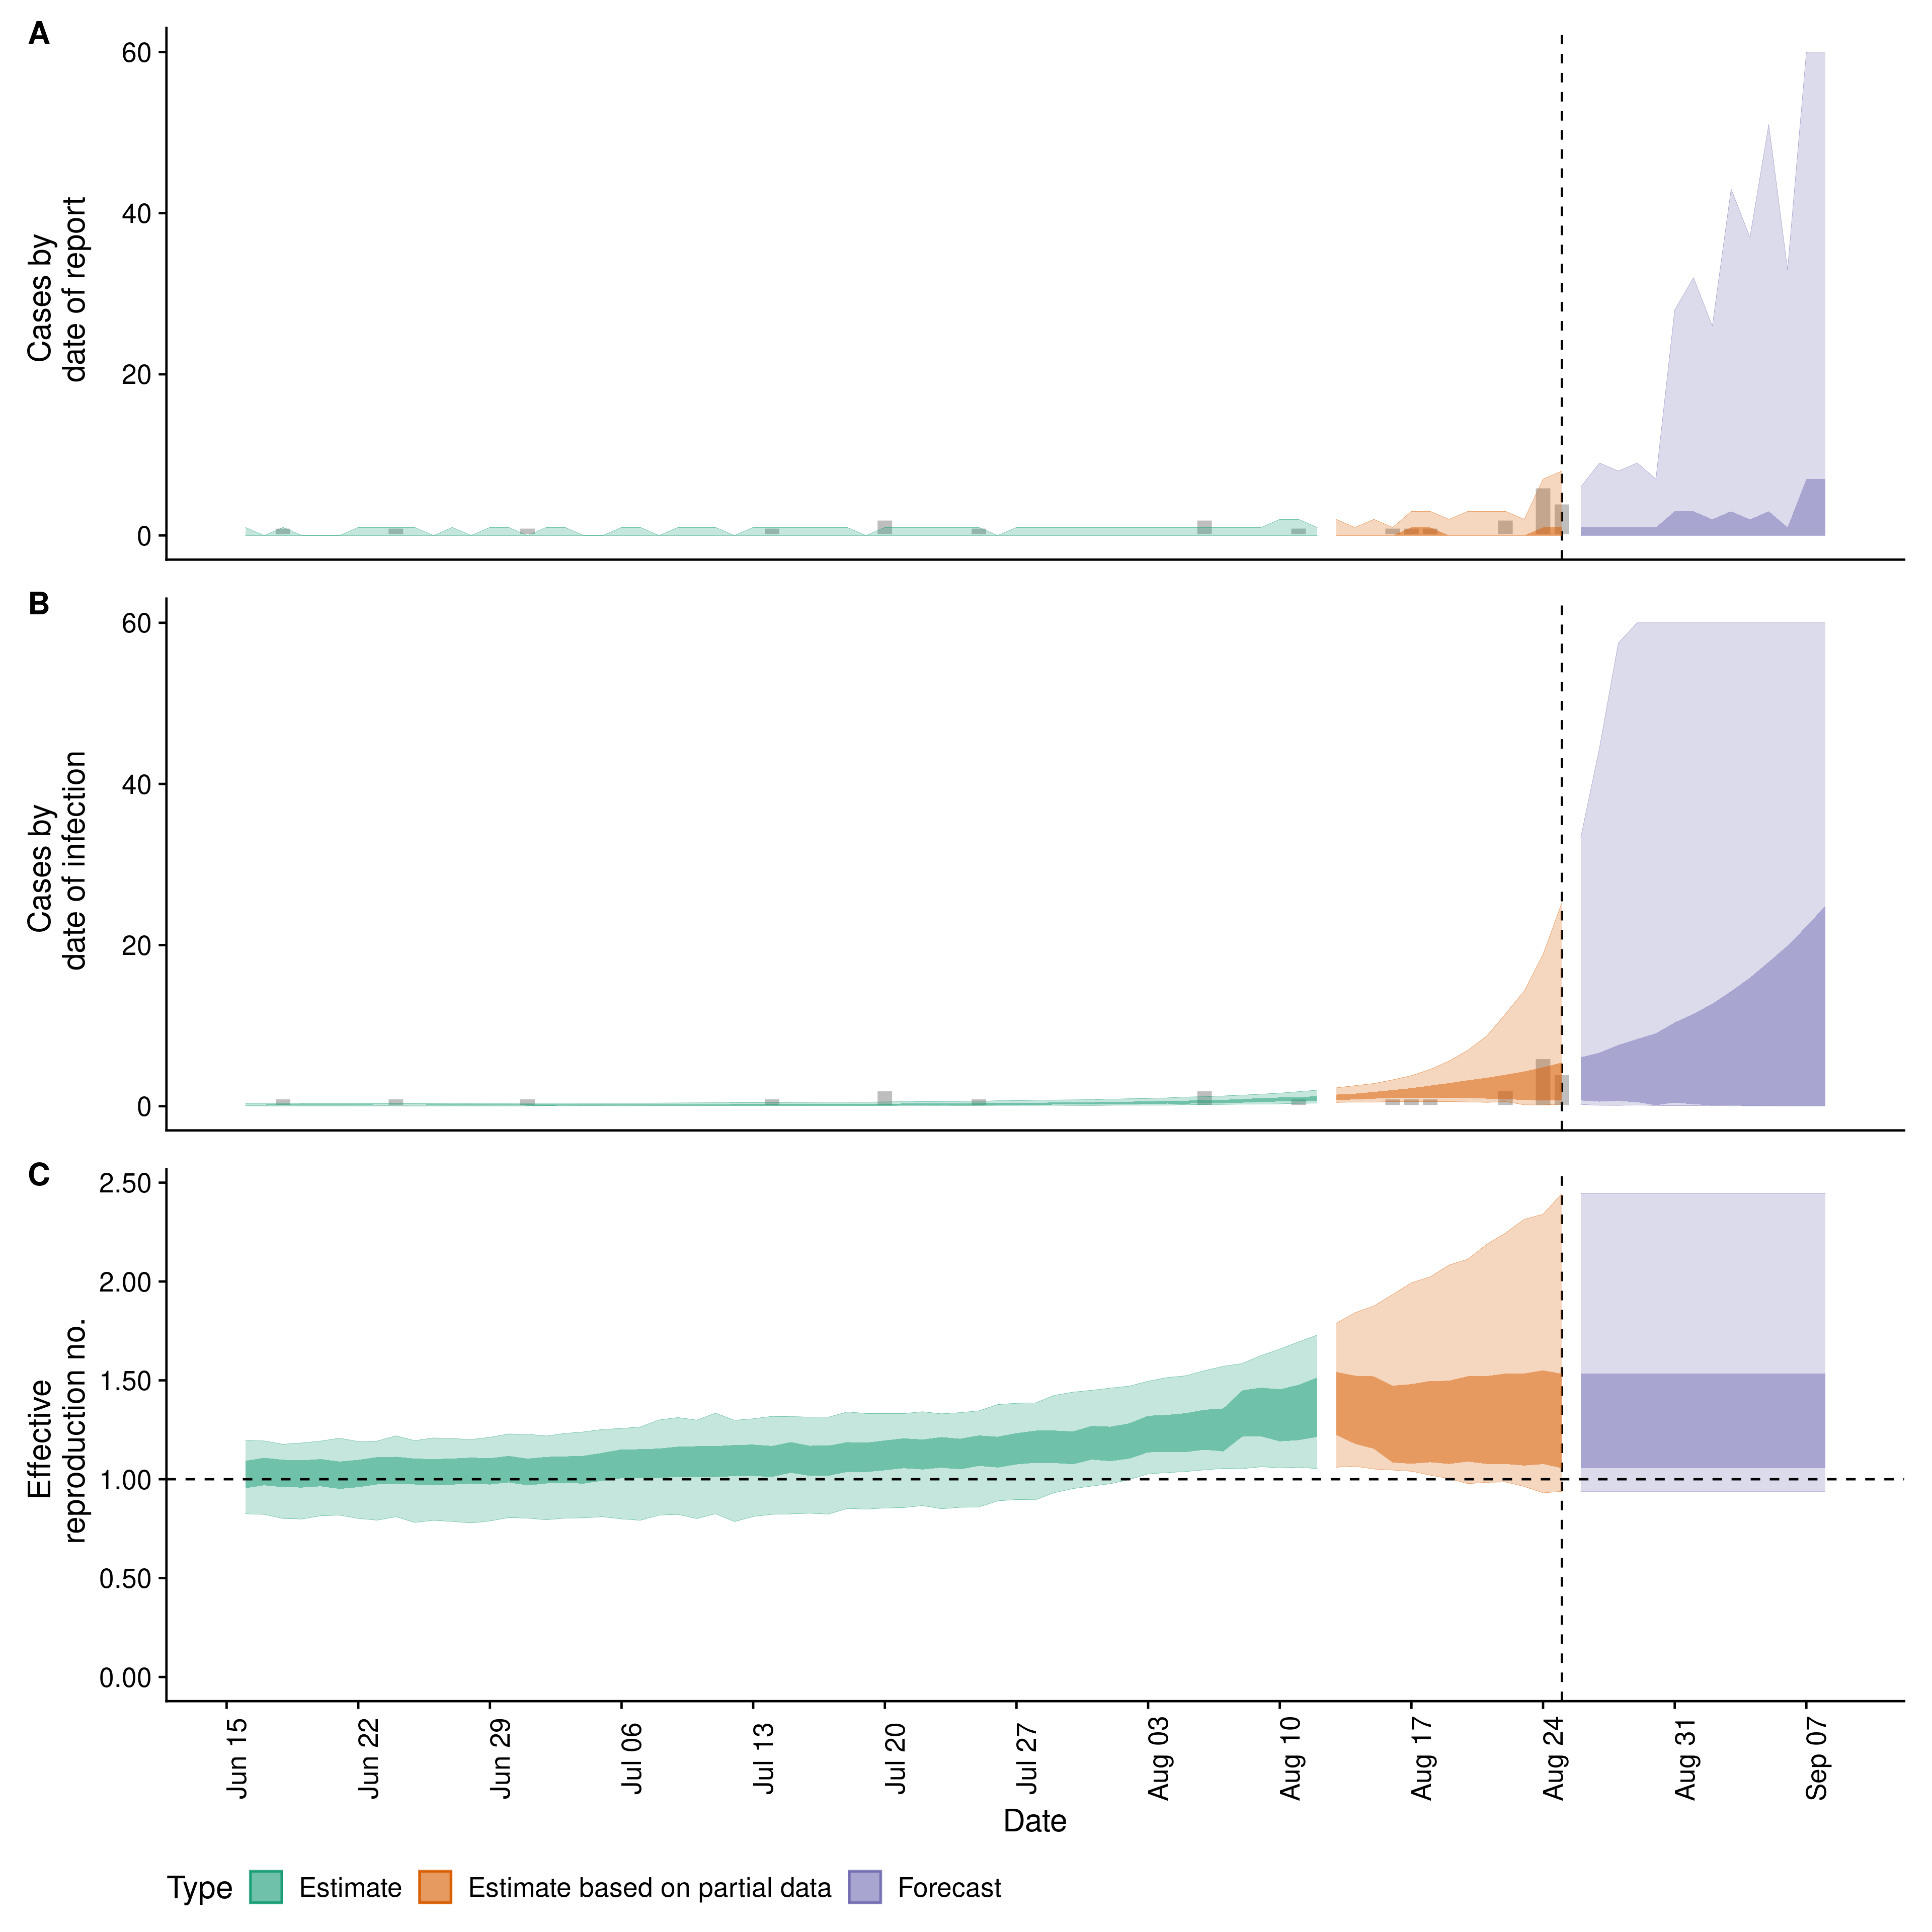 A
60
40
20
0
Cases by
date of report
B
60
40
20
0
Cases by
date of infection
C
2.50
2.00
1.50
1.00
0.50
0.00
Effective
reproduction no.
Jun 15
Jun 22
Jun 29
Jul 06
Jul 13
Jul 20
Jul 27
Aug 03
Aug 10
Aug 17
Aug 24
Aug 31
Sep 07
Date
Type Estimate Estimate based on partial data Forecast